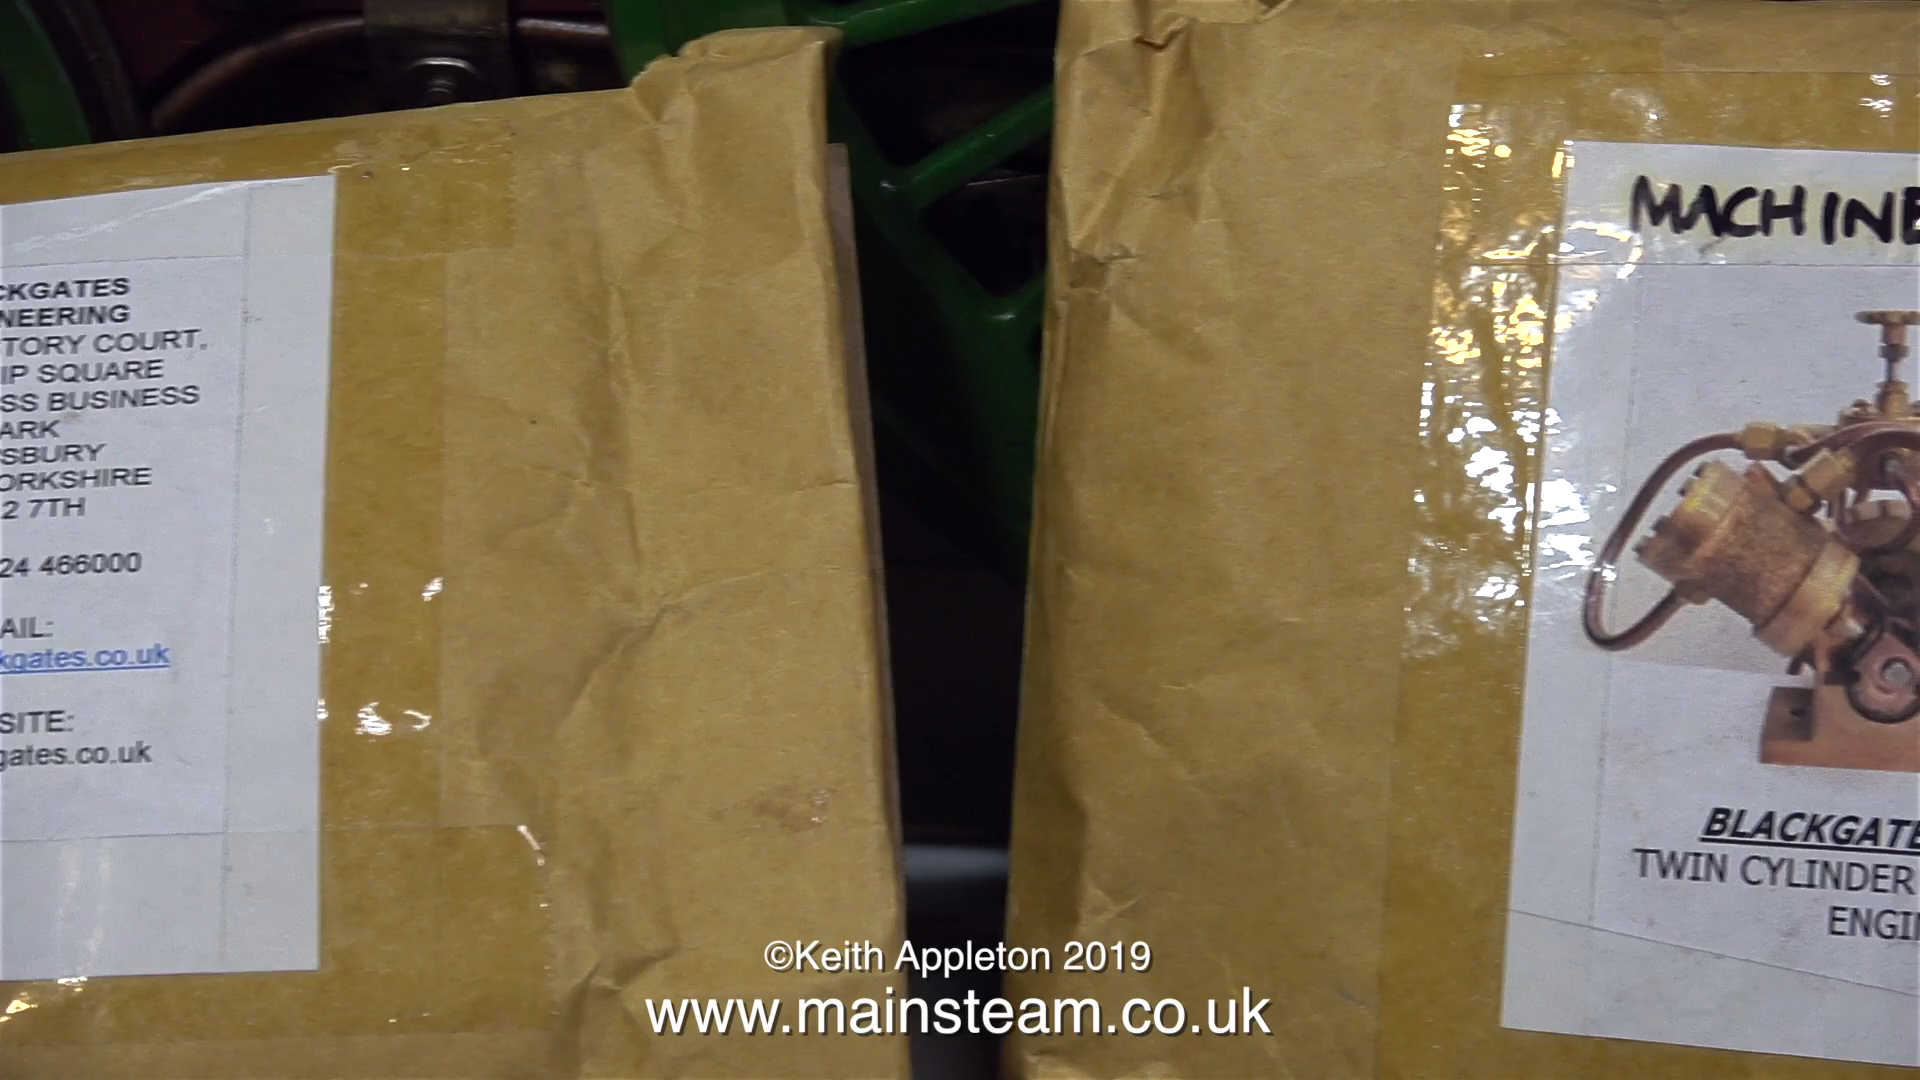 CKGATES
NEERING
TORY COURT,
IP SQUARE
SS BUSINESS
ARK
SBURY
ORKSHIRE
2 7TH
24 466000
AIL:
kgates.co.uk
SITE:
gates.co.uk
MACHINE
BLACKGATE
TWIN CYLINDER
ENGI
©Keith Appleton 2019
www.mainsteam.co.uk